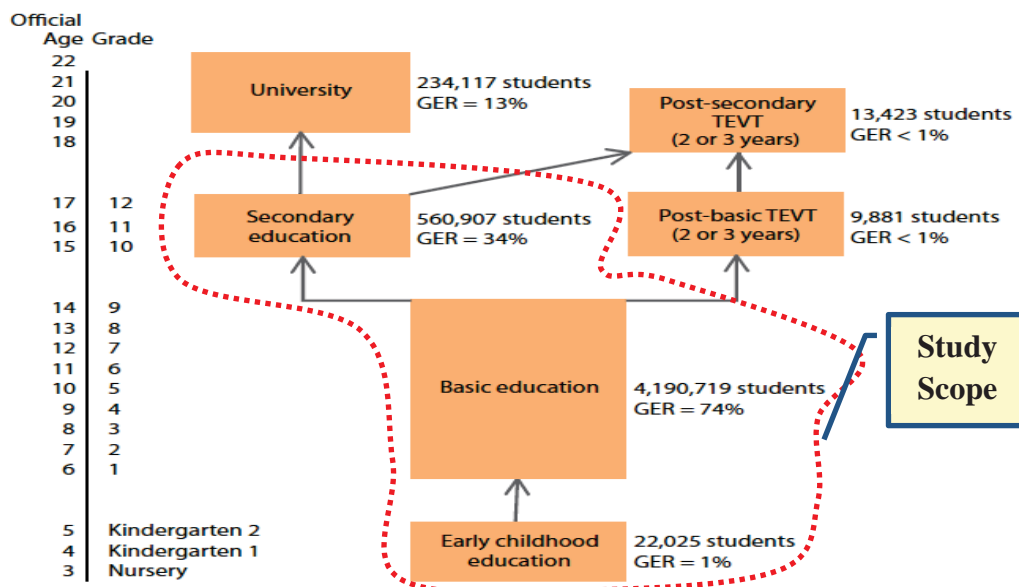 Official
Age Grade
22
21
20
19
18
University
234,117 students
GER = 13%
Post-secondary
TEVT
(2 or 3 years)
13,423 students
GER < 1%
17 12
16 11
15 10
Secondary
education
560,907 students
GER = 34%
Post-basic TEVT
(2 or 3 years)
9,881 students
GER < 1%
14 9
13 8
12 7
11 6
10 5
9 4
8 3
7 2
6 1
Basic education
4,190,719 students
GER = 74%
Study
Scope
5 Kindergarten 2
4 Kindergarten 1
3 Nursery
Early childhood
education
22,025 students
GER = 1%